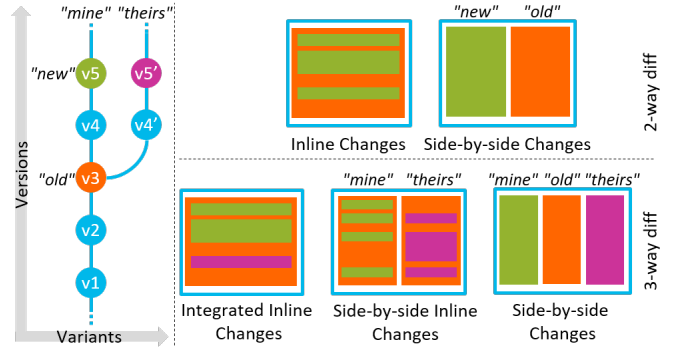 "mine" "theirs"
"new" v5 v5′
v4 v4′
"old" v3
v2
v1
Versions
Variants
"new" "old"
Inline Changes Side-by-side Changes
2-way diff
"mine" "theirs" "mine" "old" "theirs"
Integrated Inline
Changes
Side-by-side Inline
Changes
Side-by-side
Changes
3-way diff